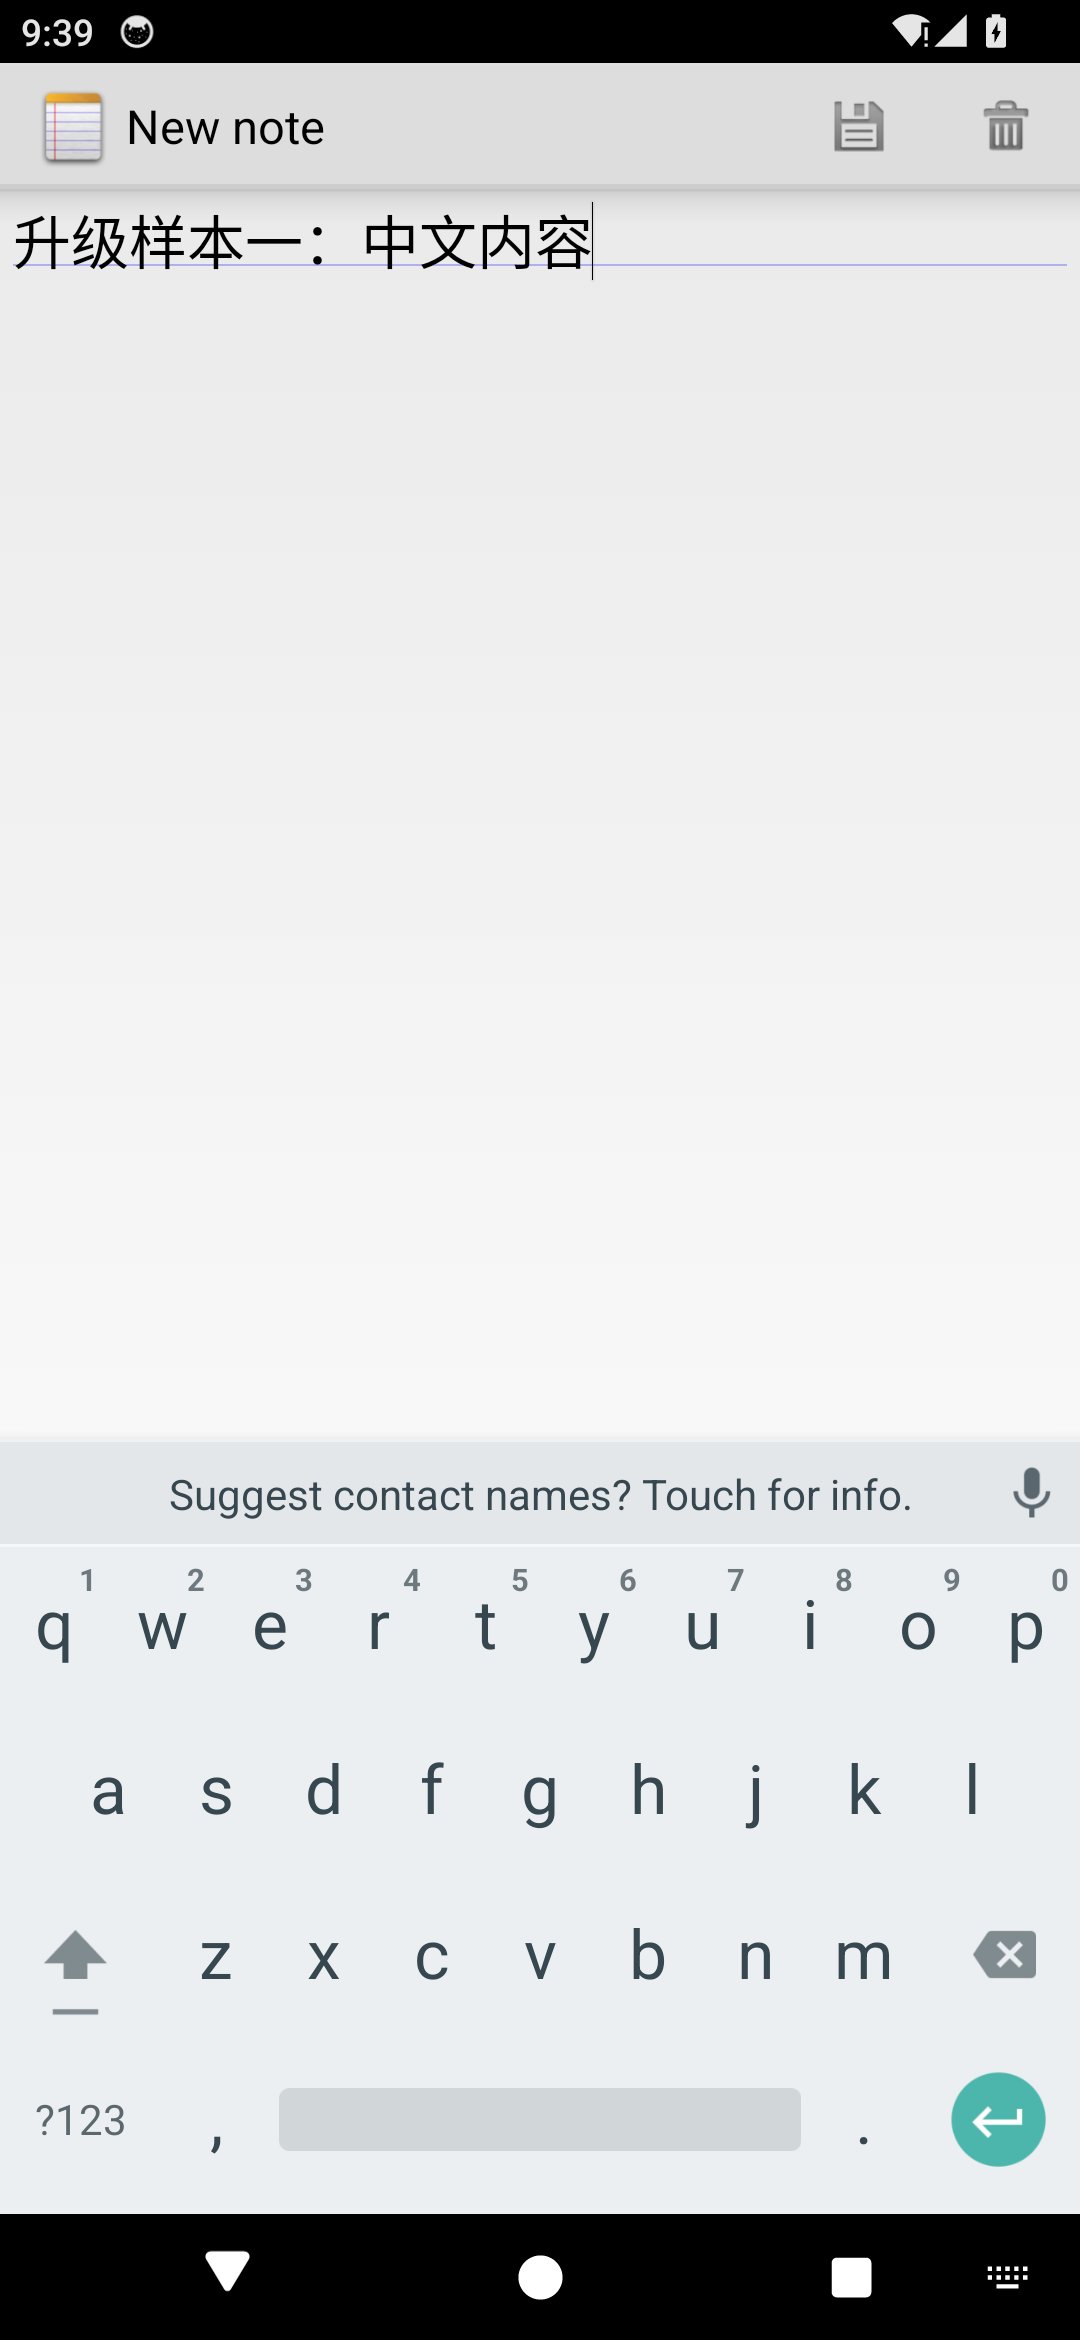 9:39
New note
升级样本一：中文内容
Suggest contact names? Touch for info.
1 2 3 4 5 6 7 8 9 0
q w e r t y u i o p
a s d f g h j k l
z x c v b n m
?123 , .